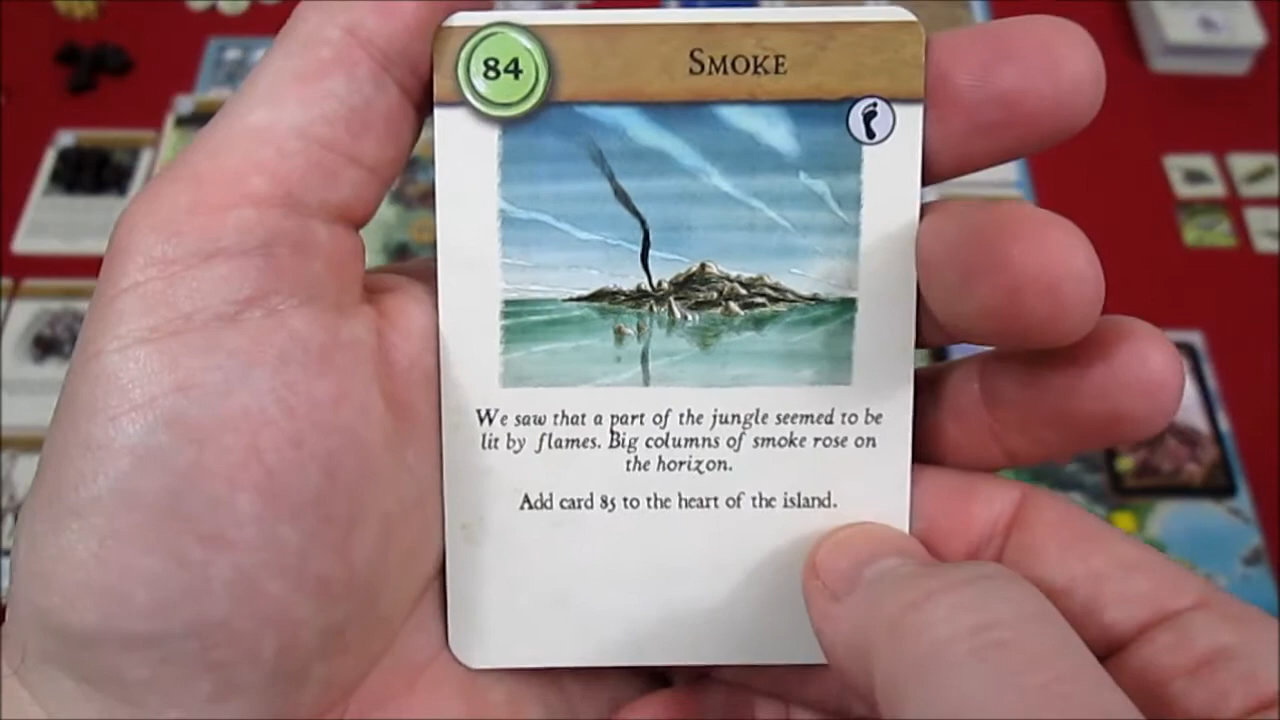 84
SMOKE
We saw that a part of the jungle seemed to be
lit by flames. Big columns of smoke rose on
the horizon.
Add card 85 to the heart of the island.